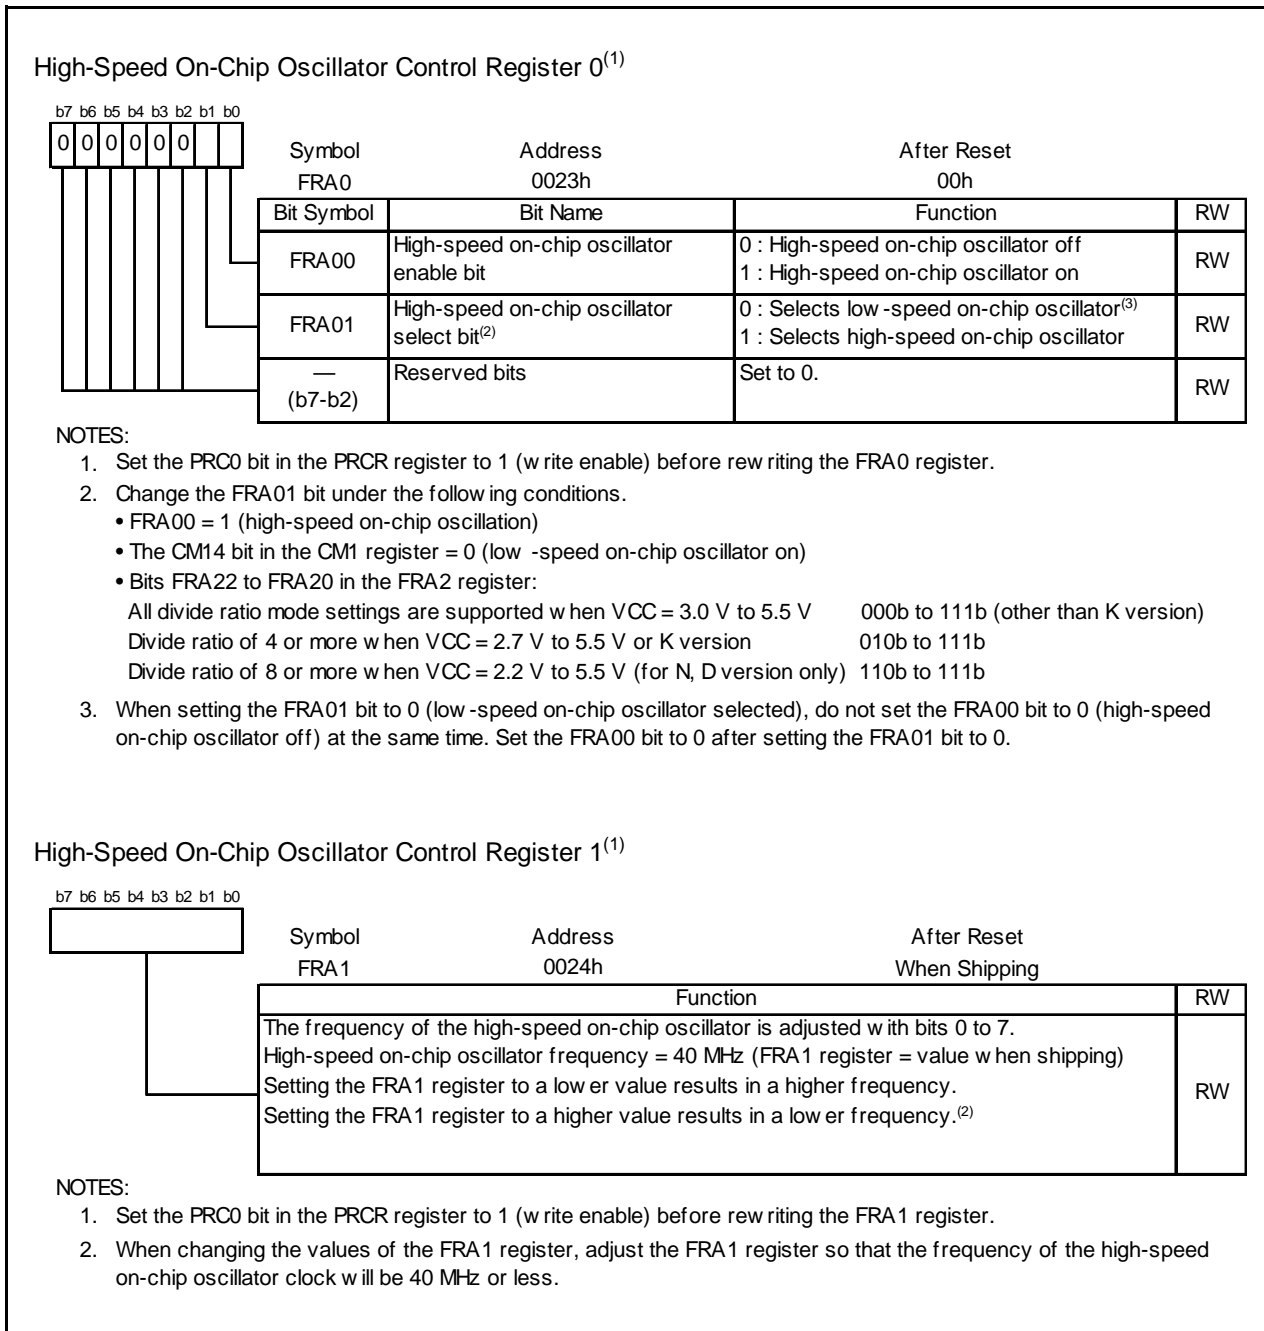 High-Speed On-Chip Oscillator Control Register 0(1)
b7 b6 b5 b4 b3 b2 b1 b0
0 0 0 0 0 0
Symbol Address After Reset
FRA0 0023h 00h
Bit Symbol Bit Name Function RW
FRA00 High-speed on-chip oscillator enable bit 0 : High-speed on-chip oscillator off
1 : High-speed on-chip oscillator on RW
FRA01 High-speed on-chip oscillator select bit(2) 0 : Selects low-speed on-chip oscillator(3)
1 : Selects high-speed on-chip oscillator RW
— (b7-b2) Reserved bits Set to 0. RW
NOTES:
1. Set the PRC0 bit in the PRCR register to 1 (write enable) before rewriting the FRA0 register.
2. Change the FRA01 bit under the following conditions.
• FRA00 = 1 (high-speed on-chip oscillation)
• The CM14 bit in the CM1 register = 0 (low-speed on-chip oscillator on)
• Bits FRA22 to FRA20 in the FRA2 register:
All divide ratio mode settings are supported when VCC = 3.0 V to 5.5 V 000b to 111b (other than K version)
Divide ratio of 4 or more when VCC = 2.7 V to 5.5 V or K version 010b to 111b
Divide ratio of 8 or more when VCC = 2.2 V to 5.5 V (for N, D version only) 110b to 111b
3. When setting the FRA01 bit to 0 (low-speed on-chip oscillator selected), do not set the FRA00 bit to 0 (high-speed
on-chip oscillator off) at the same time. Set the FRA00 bit to 0 after setting the FRA01 bit to 0.
High-Speed On-Chip Oscillator Control Register 1(1)
b7 b6 b5 b4 b3 b2 b1 b0
Symbol Address After Reset
FRA1 0024h When Shipping
Function RW
The frequency of the high-speed on-chip oscillator is adjusted with bits 0 to 7.
High-speed on-chip oscillator frequency = 40 MHz (FRA1 register = value when shipping)
Setting the FRA1 register to a lower value results in a higher frequency.
Setting the FRA1 register to a higher value results in a lower frequency.(2)
RW
NOTES:
1. Set the PRC0 bit in the PRCR register to 1 (write enable) before rewriting the FRA1 register.
2. When changing the values of the FRA1 register, adjust the FRA1 register so that the frequency of the high-speed
on-chip oscillator clock will be 40 MHz or less.